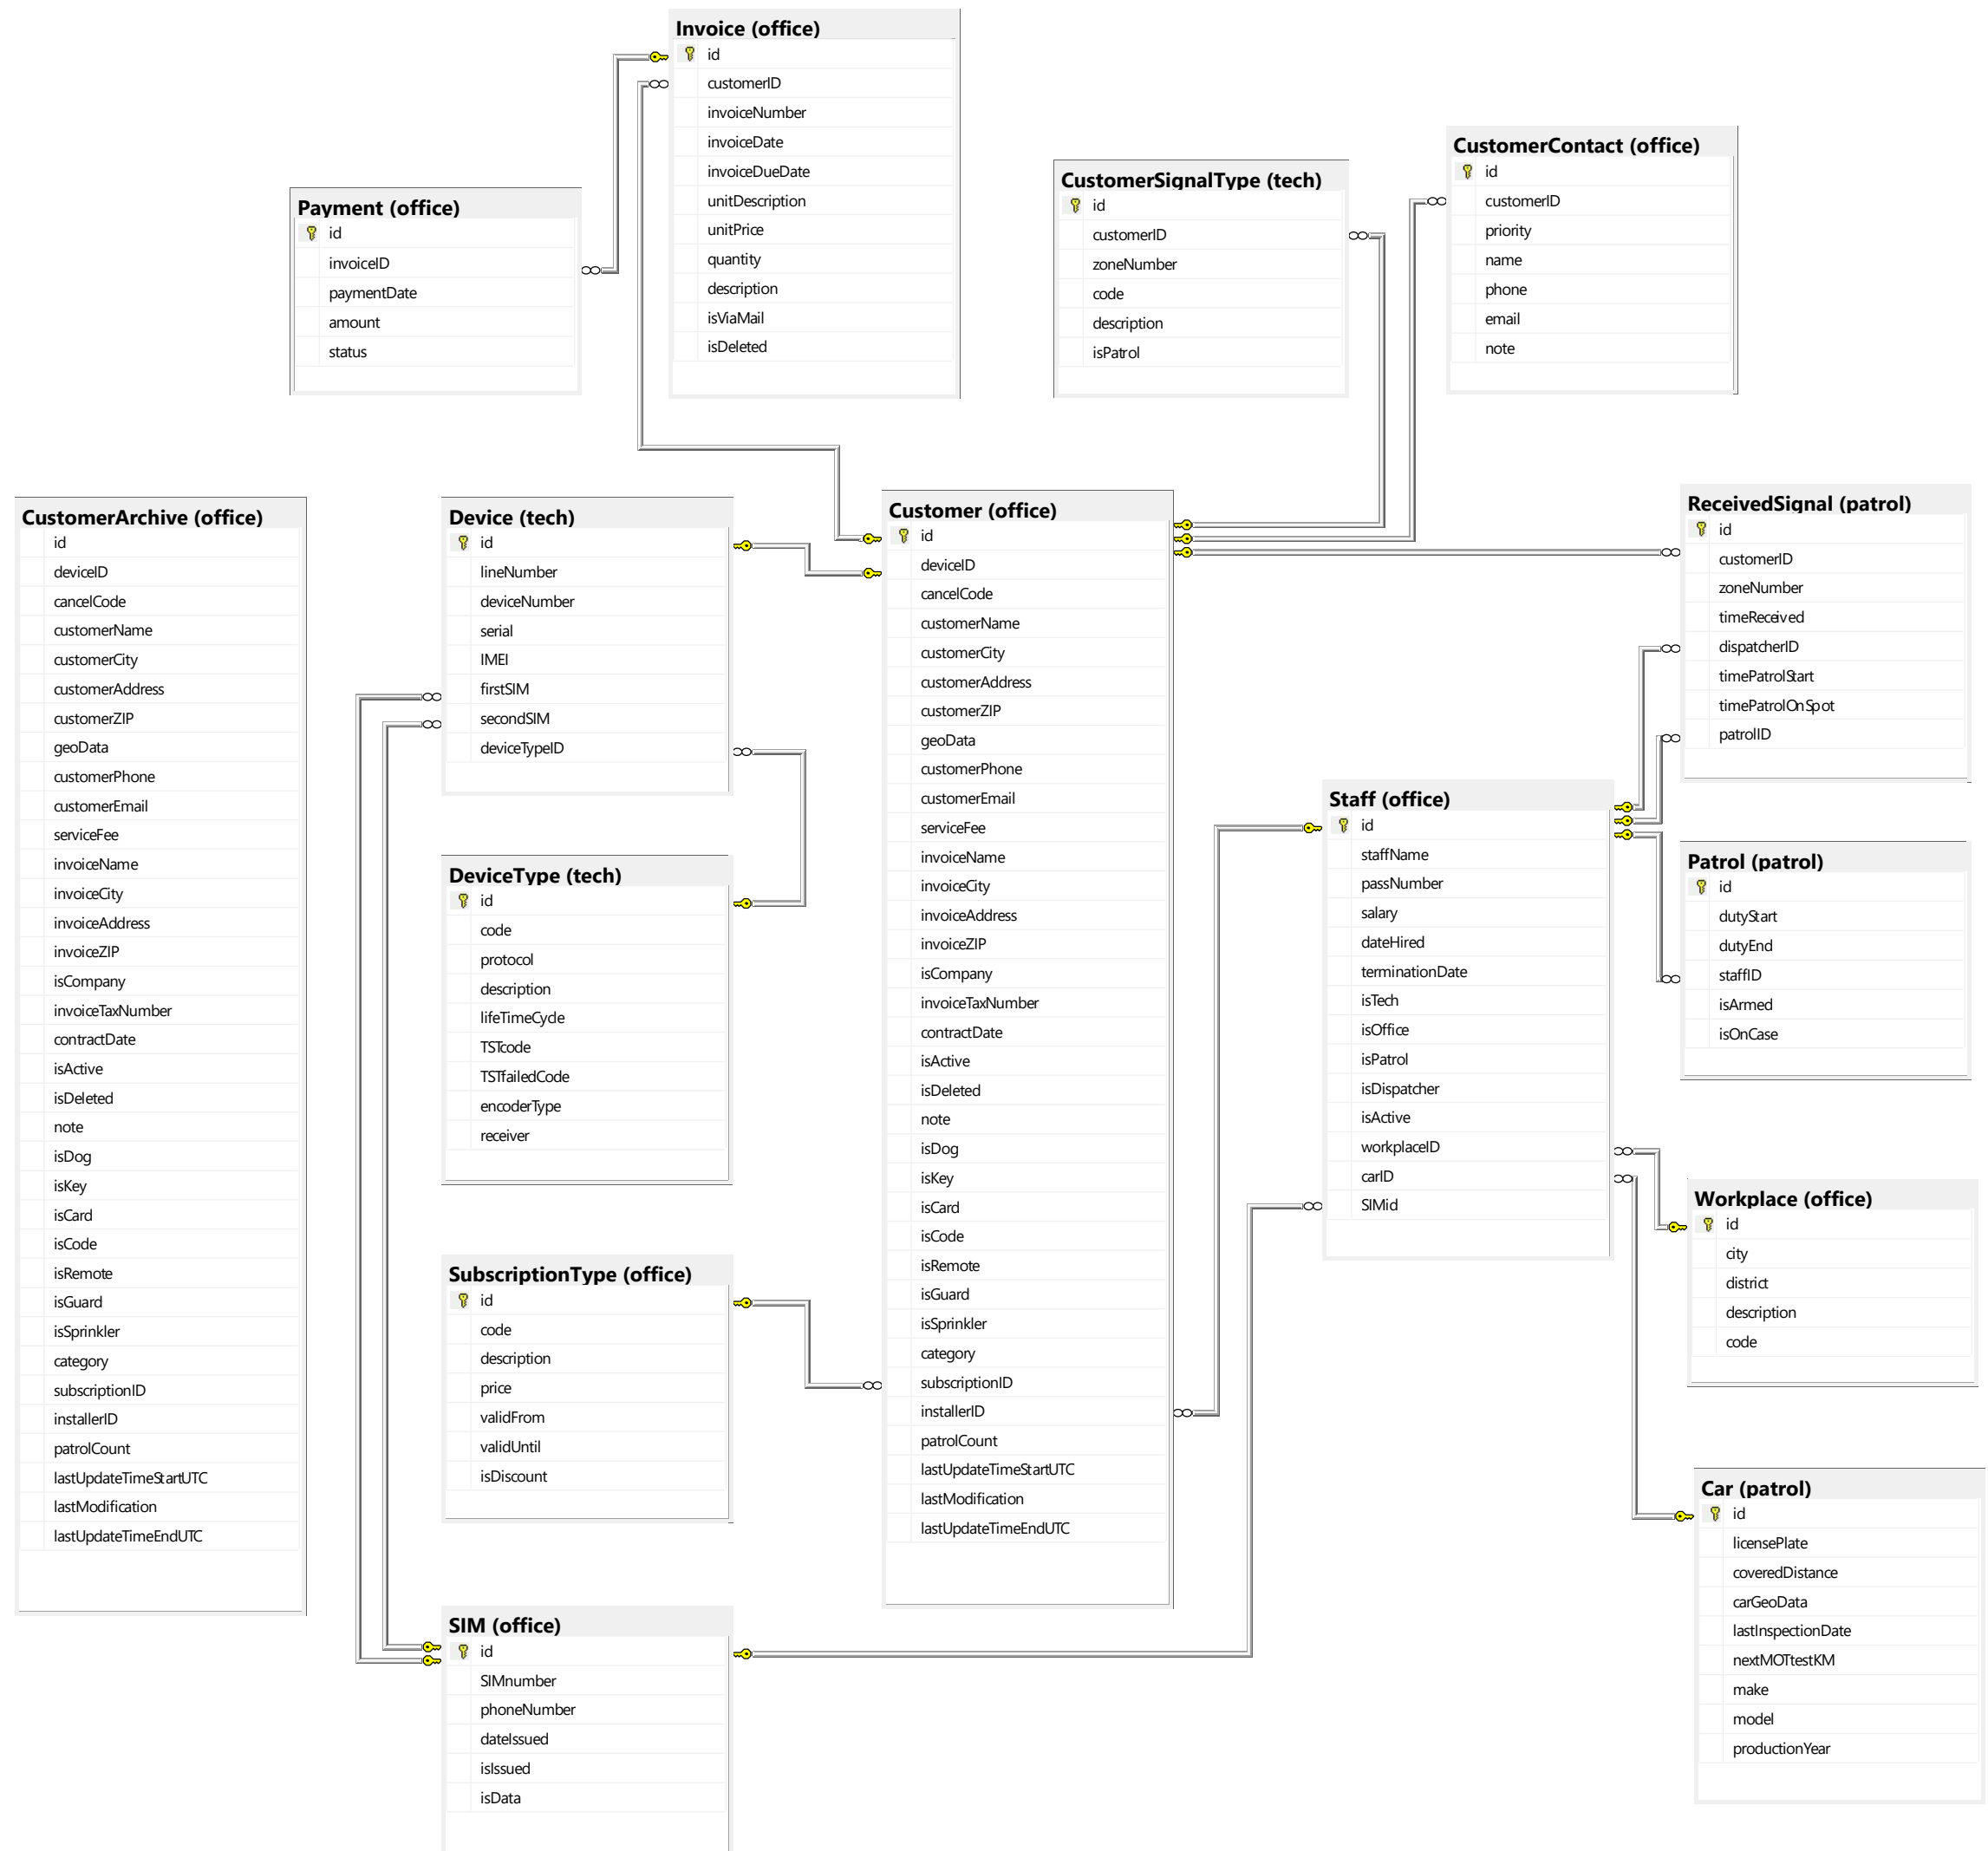 Invoice (office)
id
customerID
invoiceNumber
invoiceDate
invoiceDueDate
unitDescription
unitPrice
quantity
description
isViaMail
isDeleted
CustomerContact (office)
id
customerID
priority
name
phone
email
note
CustomerSignalType (tech)
id
customerID
zoneNumber
code
description
isPatrol
Payment (office)
id
invoiceID
paymentDate
amount
status
CustomerArchive (office)
id
deviceID
cancelCode
customerName
customerCity
customerAddress
customerZIP
geoData
customerPhone
customerEmail
serviceFee
invoiceName
invoiceCity
invoiceAddress
invoiceZIP
isCompany
invoiceTaxNumber
contractDate
isActive
isDeleted
note
isDog
isKey
isCard
isCode
isRemote
isGuard
isSprinkler
category
subscriptionID
installerID
patrolCount
lastUpdateTimeStartUTC
lastModification
lastUpdateTimeEndUTC
Device (tech)
id
lineNumber
deviceNumber
serial
IMEI
firstSIM
secondSIM
deviceTypeID
DeviceType (tech)
id
code
protocol
description
lifeTimeCycle
TSTcode
TSTfailedCode
encoderType
receiver
SubscriptionType (office)
id
code
description
price
validFrom
validUntil
isDiscount
SIM (office)
id
SIMnumber
phoneNumber
dateIssued
isIssued
isData
Customer (office)
id
deviceID
cancelCode
customerName
customerCity
customerAddress
customerZIP
geoData
customerPhone
customerEmail
serviceFee
invoiceName
invoiceCity
invoiceAddress
invoiceZIP
isCompany
invoiceTaxNumber
contractDate
isActive
isDeleted
note
isDog
isKey
isCard
isCode
isRemote
isGuard
isSprinkler
category
subscriptionID
installerID
patrolCount
lastUpdateTimeStartUTC
lastModification
lastUpdateTimeEndUTC
Staff (office)
id
staffName
passNumber
salary
dateHired
terminationDate
isTech
isOffice
isPatrol
isDispatcher
isActive
workplaceID
carID
SIMid
ReceivedSignal (patrol)
id
customerID
zoneNumber
timeReceived
dispatcherID
timePatrolStart
timePatrolOnSpot
patrolID
Patrol (patrol)
id
dutyStart
dutyEnd
staffID
isArmed
isOnCase
Workplace (office)
id
city
district
description
code
Car (patrol)
id
licensePlate
coveredDistance
carGeoData
lastInspectionDate
nextMOTtestKM
make
model
productionYear